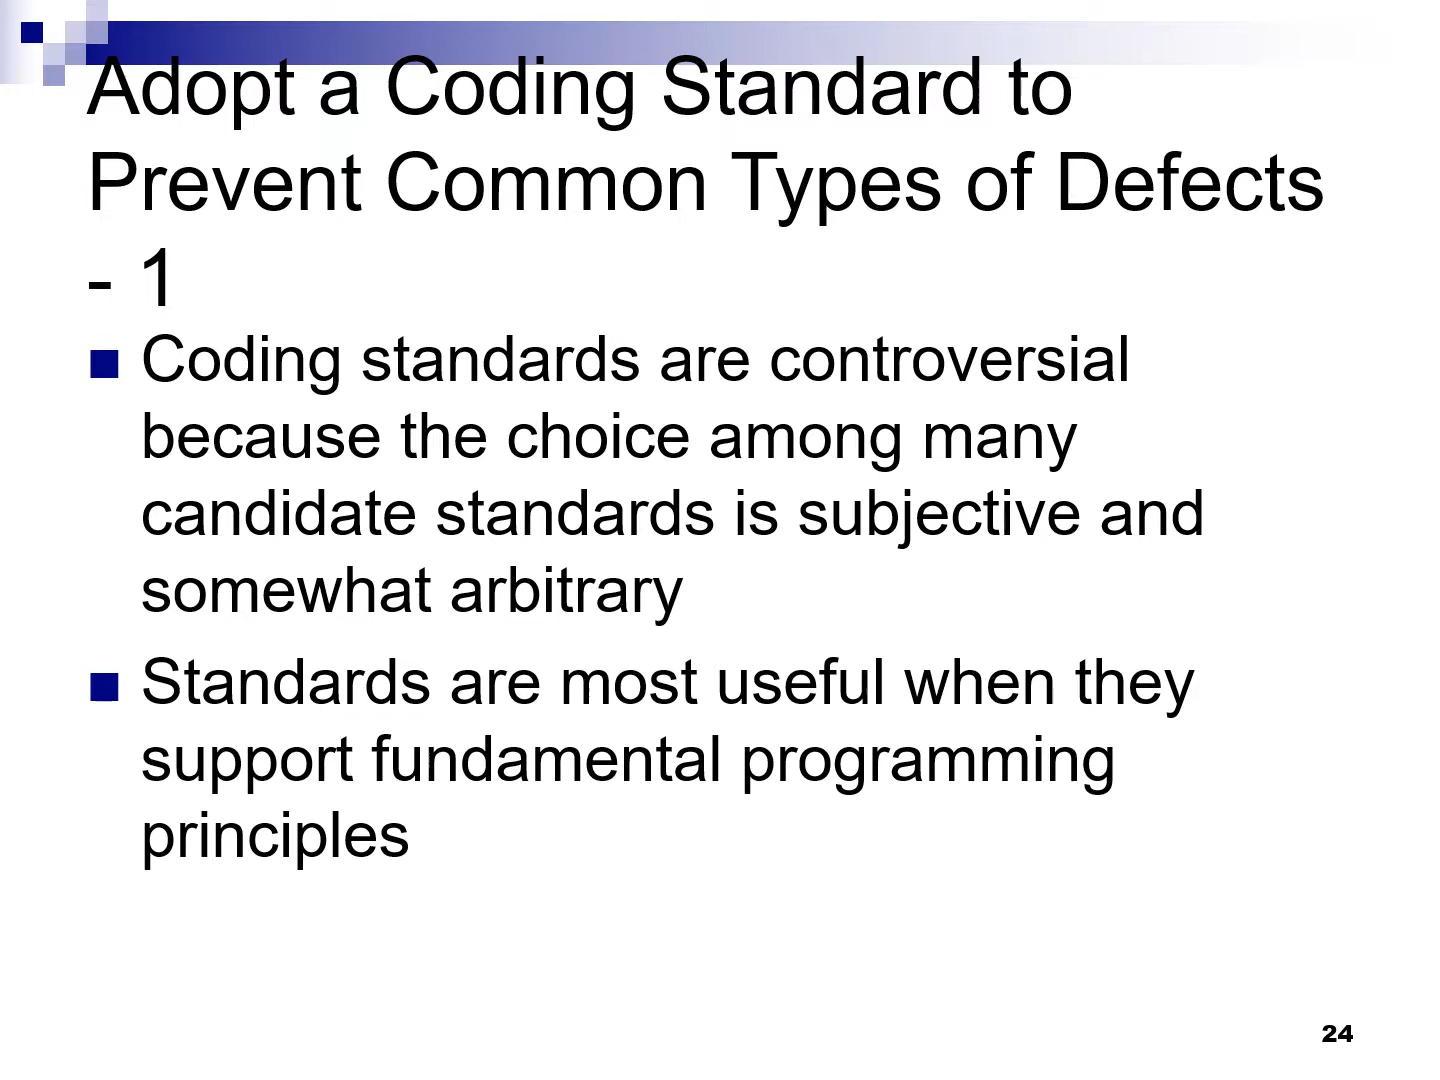 Adopt a Coding Standard to
Prevent Common Types of Defects
- 1
Coding standards are controversial
because the choice among many
candidate standards is subjective and
somewhat arbitrary
Standards are most useful when they
support fundamental programming
principles
24